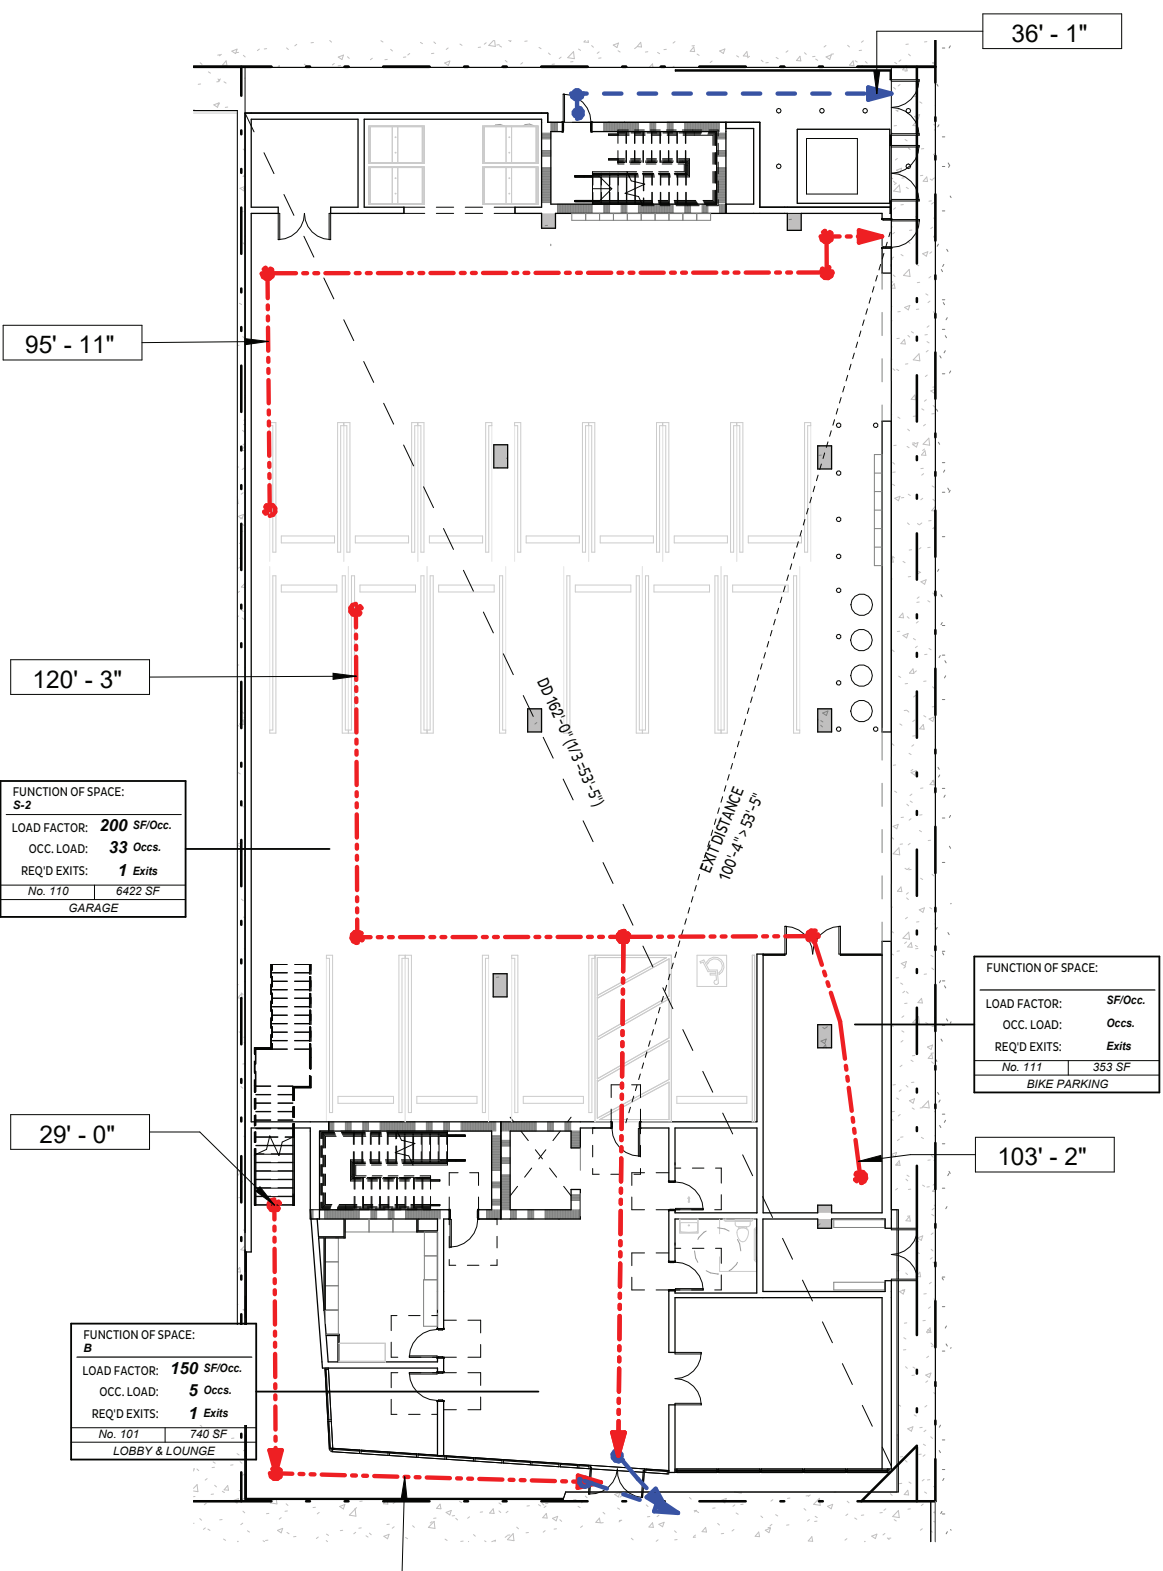 36' - 1"
95' - 11"
120' - 3"
DD 162'-0" (1/3 =53'-5")
EXIT DISTANCE
100'-4" > 53'-5"
FUNCTION OF SPACE:
S-2
LOAD FACTOR: 200 SF/Occ.
OCC. LOAD: 33 Occs.
REQ'D EXITS: 1 Exits
No. 110 6422 SF
GARAGE
FUNCTION OF SPACE:
LOAD FACTOR: SF/Occ.
OCC. LOAD: Occs.
REQ'D EXITS: Exits
No. 111 353 SF
BIKE PARKING
29' - 0"
103' - 2"
FUNCTION OF SPACE:
B
LOAD FACTOR: 150 SF/Occ.
OCC. LOAD: 5 Occs.
REQ'D EXITS: 1 Exits
No. 101 740 SF
LOBBY & LOUNGE